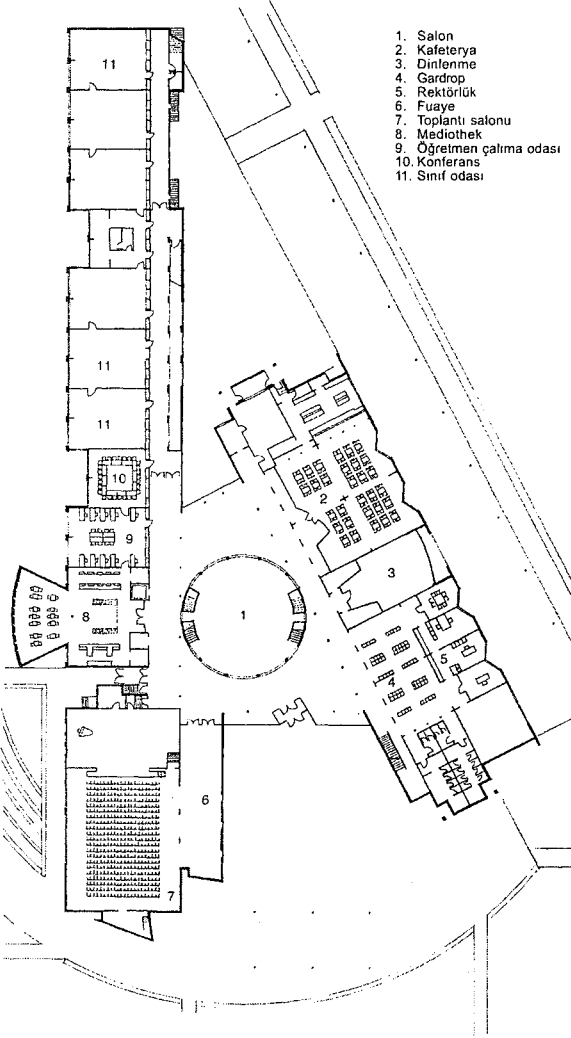 1. Salon
2. Kafeterya
3. Dinlenme
4. Gardrop
5. Rektörlük
6. Fuaye
7. Toplantı salonu
8. Mediothek
9. Öğretmen çalıma odası
10. Konferans
11. Sınıf odası
11
11
11
10
9
8
1
2
3
4
5
6
7